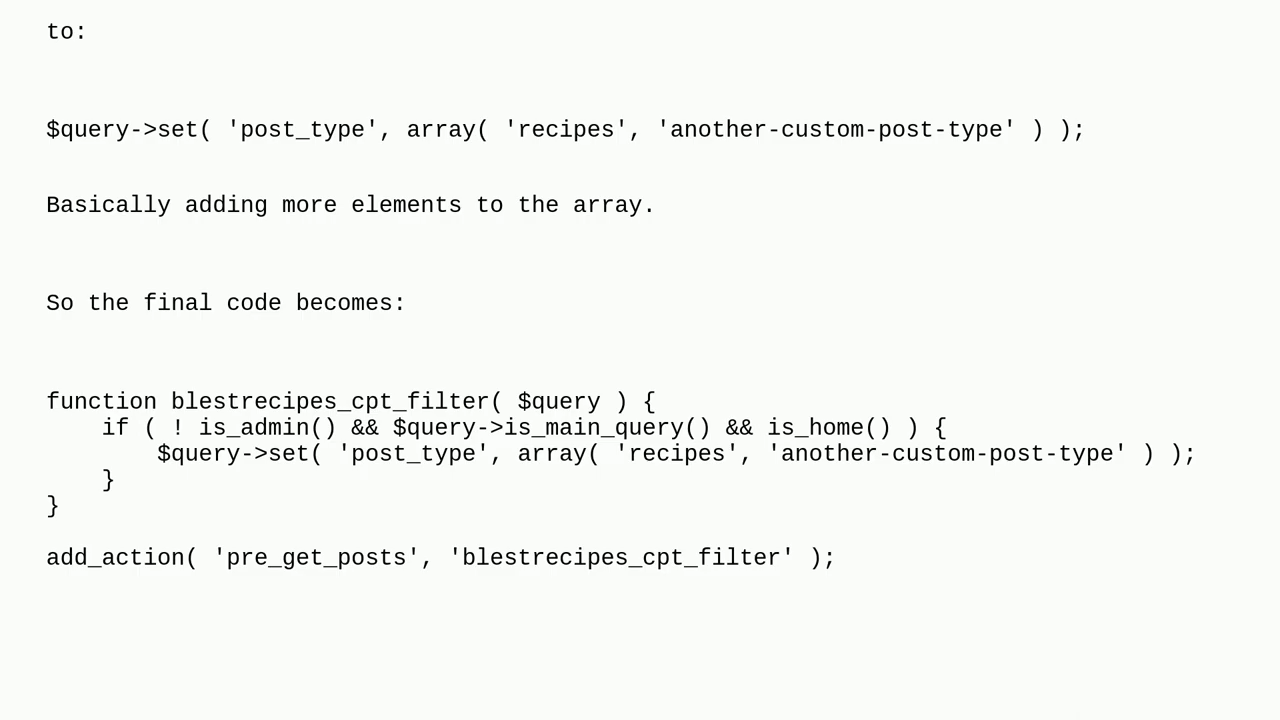 to:
$query->set( 'post_type', array( 'recipes', 'another-custom-post-type' ) );
Basically adding more elements to the array.
So the final code becomes:
function blestrecipes_cpt_filter( $query ) {
    if ( ! is_admin() && $query->is_main_query() && is_home() ) {
        $query->set( 'post_type', array( 'recipes', 'another-custom-post-type' ) );
    }
}
add_action( 'pre_get_posts', 'blestrecipes_cpt_filter' );